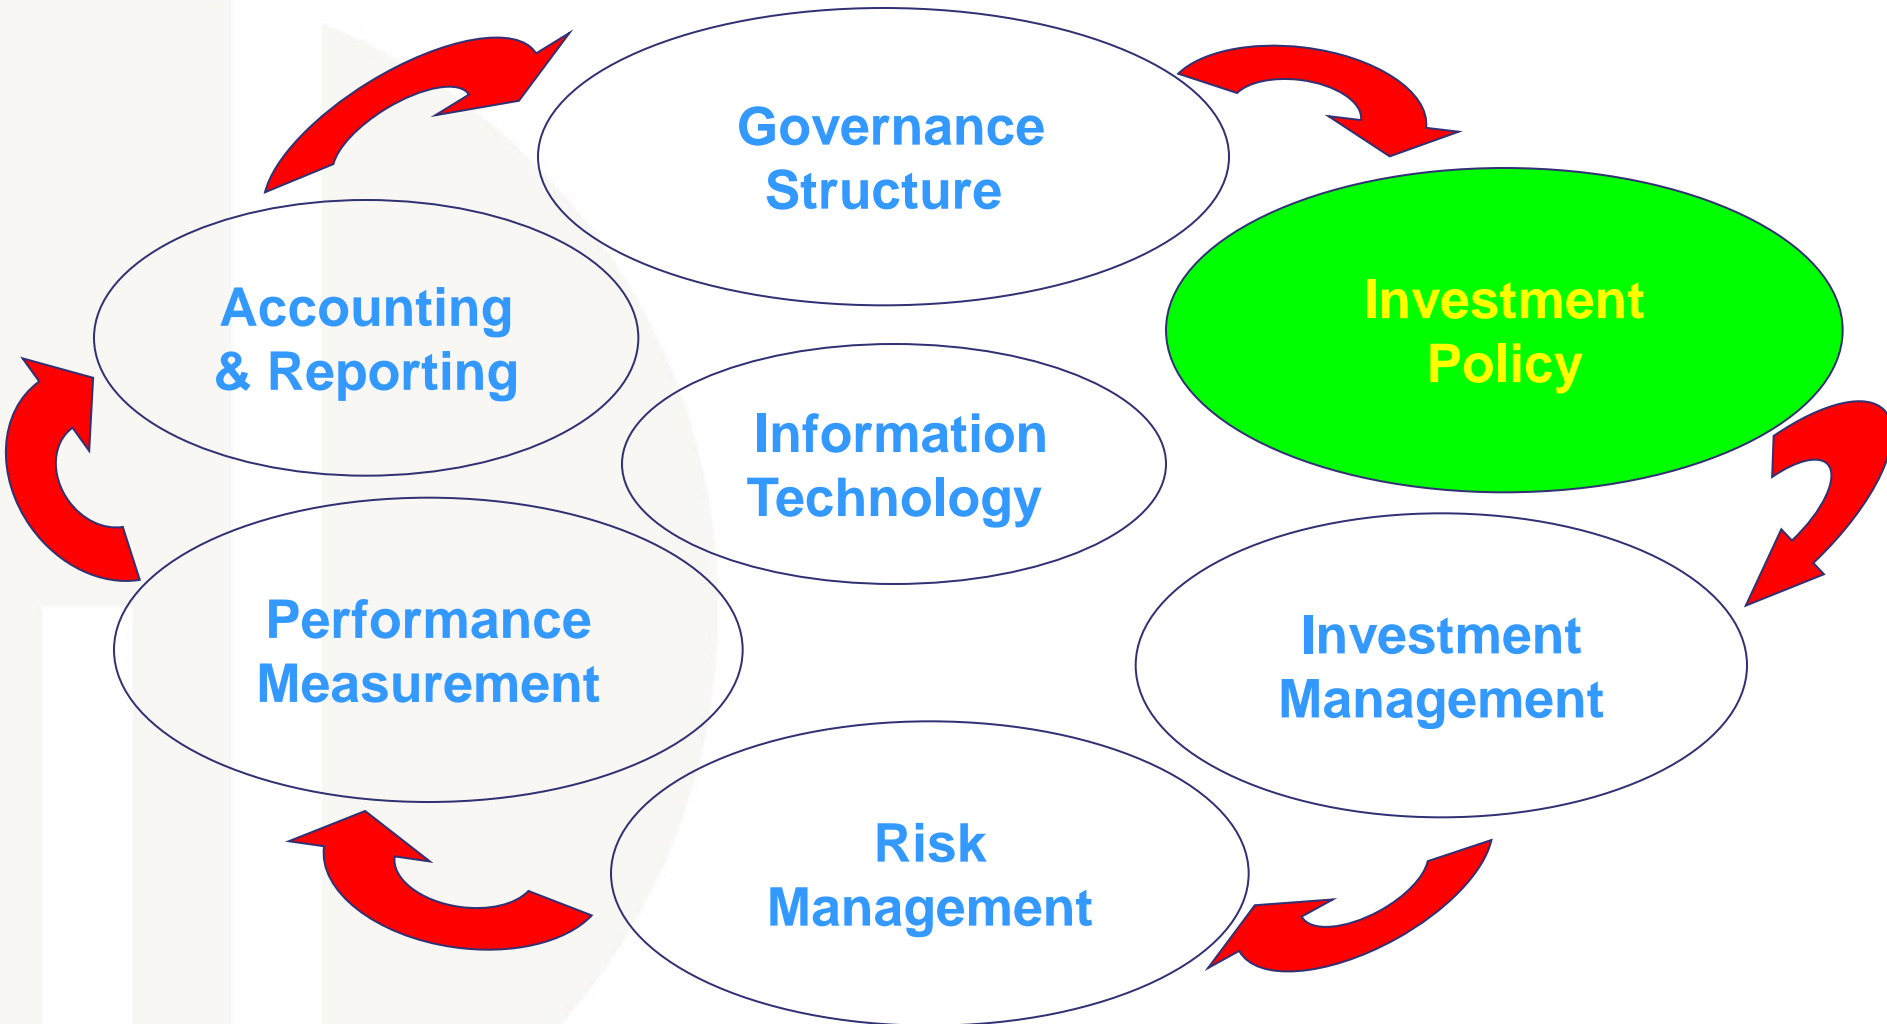 Governance
Structure
Investment
Policy
Accounting
& Reporting
Information
Technology
Investment
Management
Performance
Measurement
Risk
Management